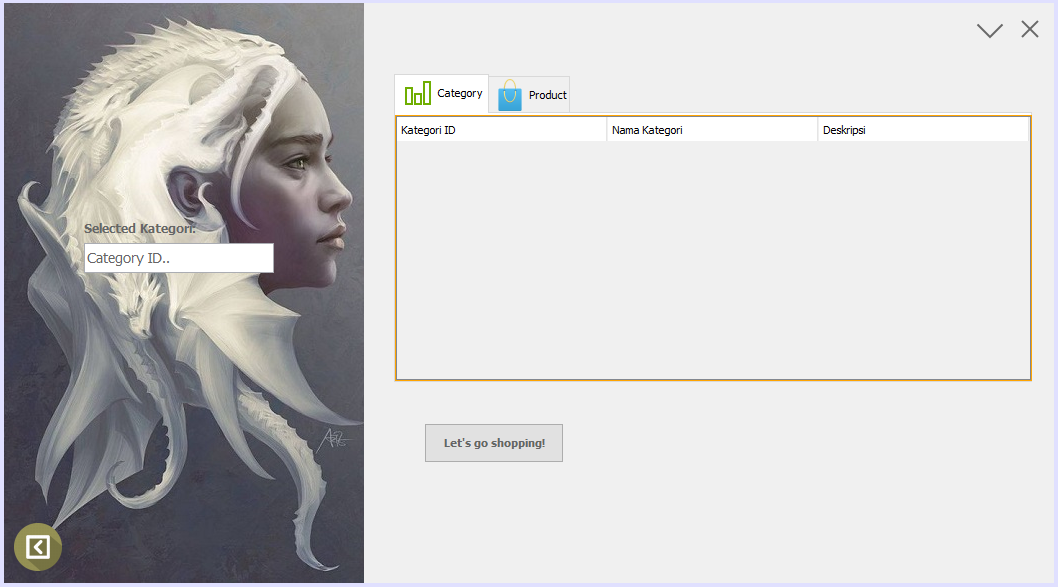 Category
Product
Kategori ID
Nama Kategori
Deskripsi
Selected Kategori:
Category ID..
Let's go shopping!